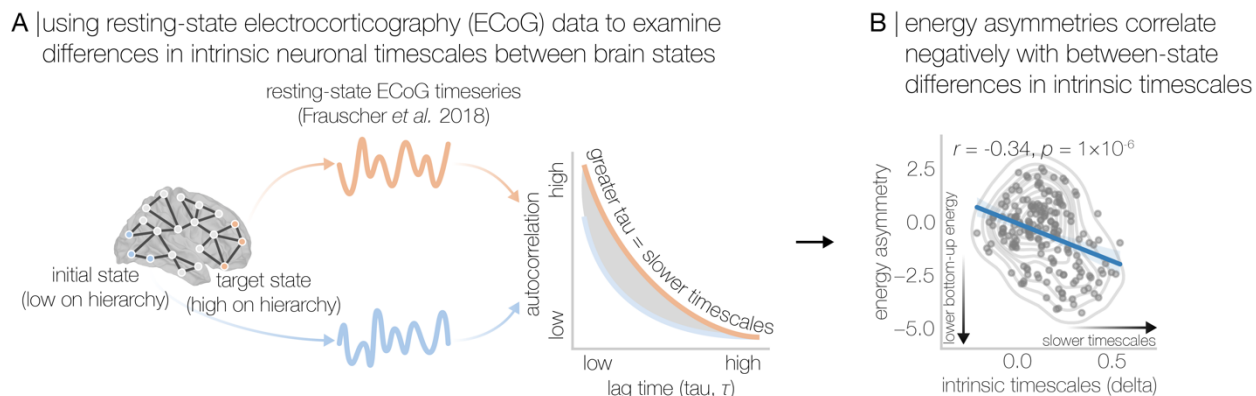 A | using resting-state electrocorticography (ECoG) data to examine
differences in intrinsic neuronal timescales between brain states
resting-state ECoG timeseries
(Frauscher et al. 2018)
initial state
(low on hierarchy)
target state
(high on hierarchy)
autocorrelation
high
low
greater tau = slower timescales
low
high
lag time (tau, τ)
B | energy asymmetries correlate
negatively with between-state
differences in intrinsic timescales
r = -0.34, p = 1×10⁻⁶
energy asymmetry
2.5
0.0
−2.5
−5.0
lower bottom-up energy
slower timescales
0.0
0.5
intrinsic timescales (delta)